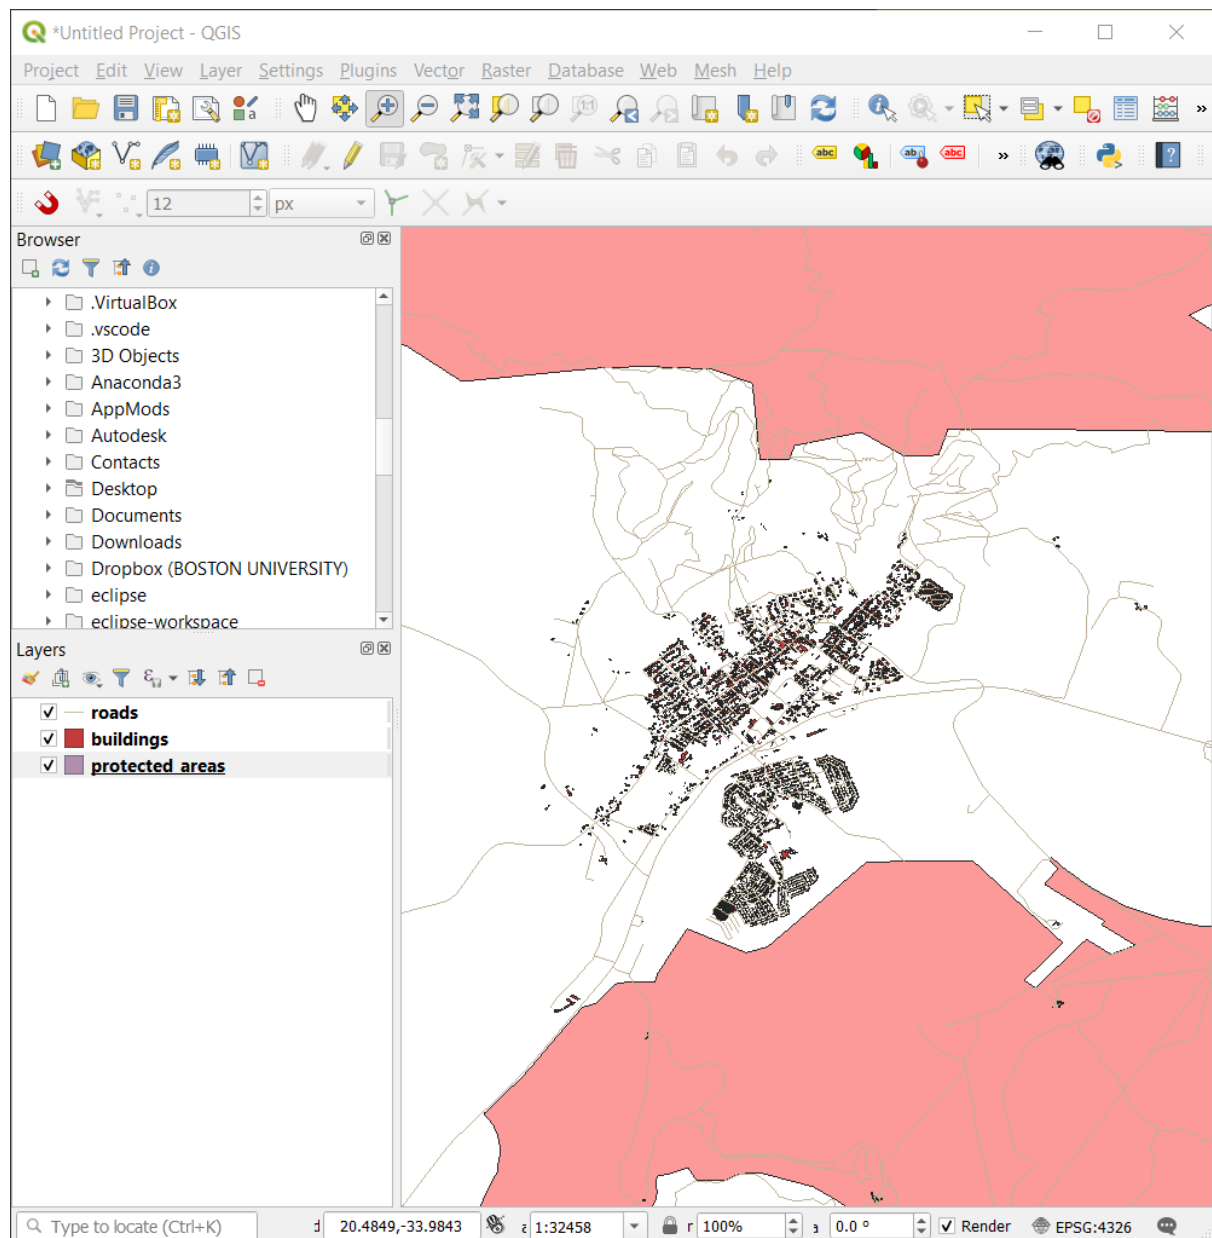 *Untitled Project - QGIS
Project Edit View Layer Settings Plugins Vector Raster Database Web Mesh Help
12 px
Browser
.VirtualBox
.vscode
3D Objects
Anaconda3
AppMods
Autodesk
Contacts
Desktop
Documents
Downloads
Dropbox (BOSTON UNIVERSITY)
eclipse
eclipse-workspace
Layers
roads
buildings
protected_areas
Type to locate (Ctrl+K) d 20.4849,-33.9843 1:32458 r 100% 0.0 ° Render EPSG:4326